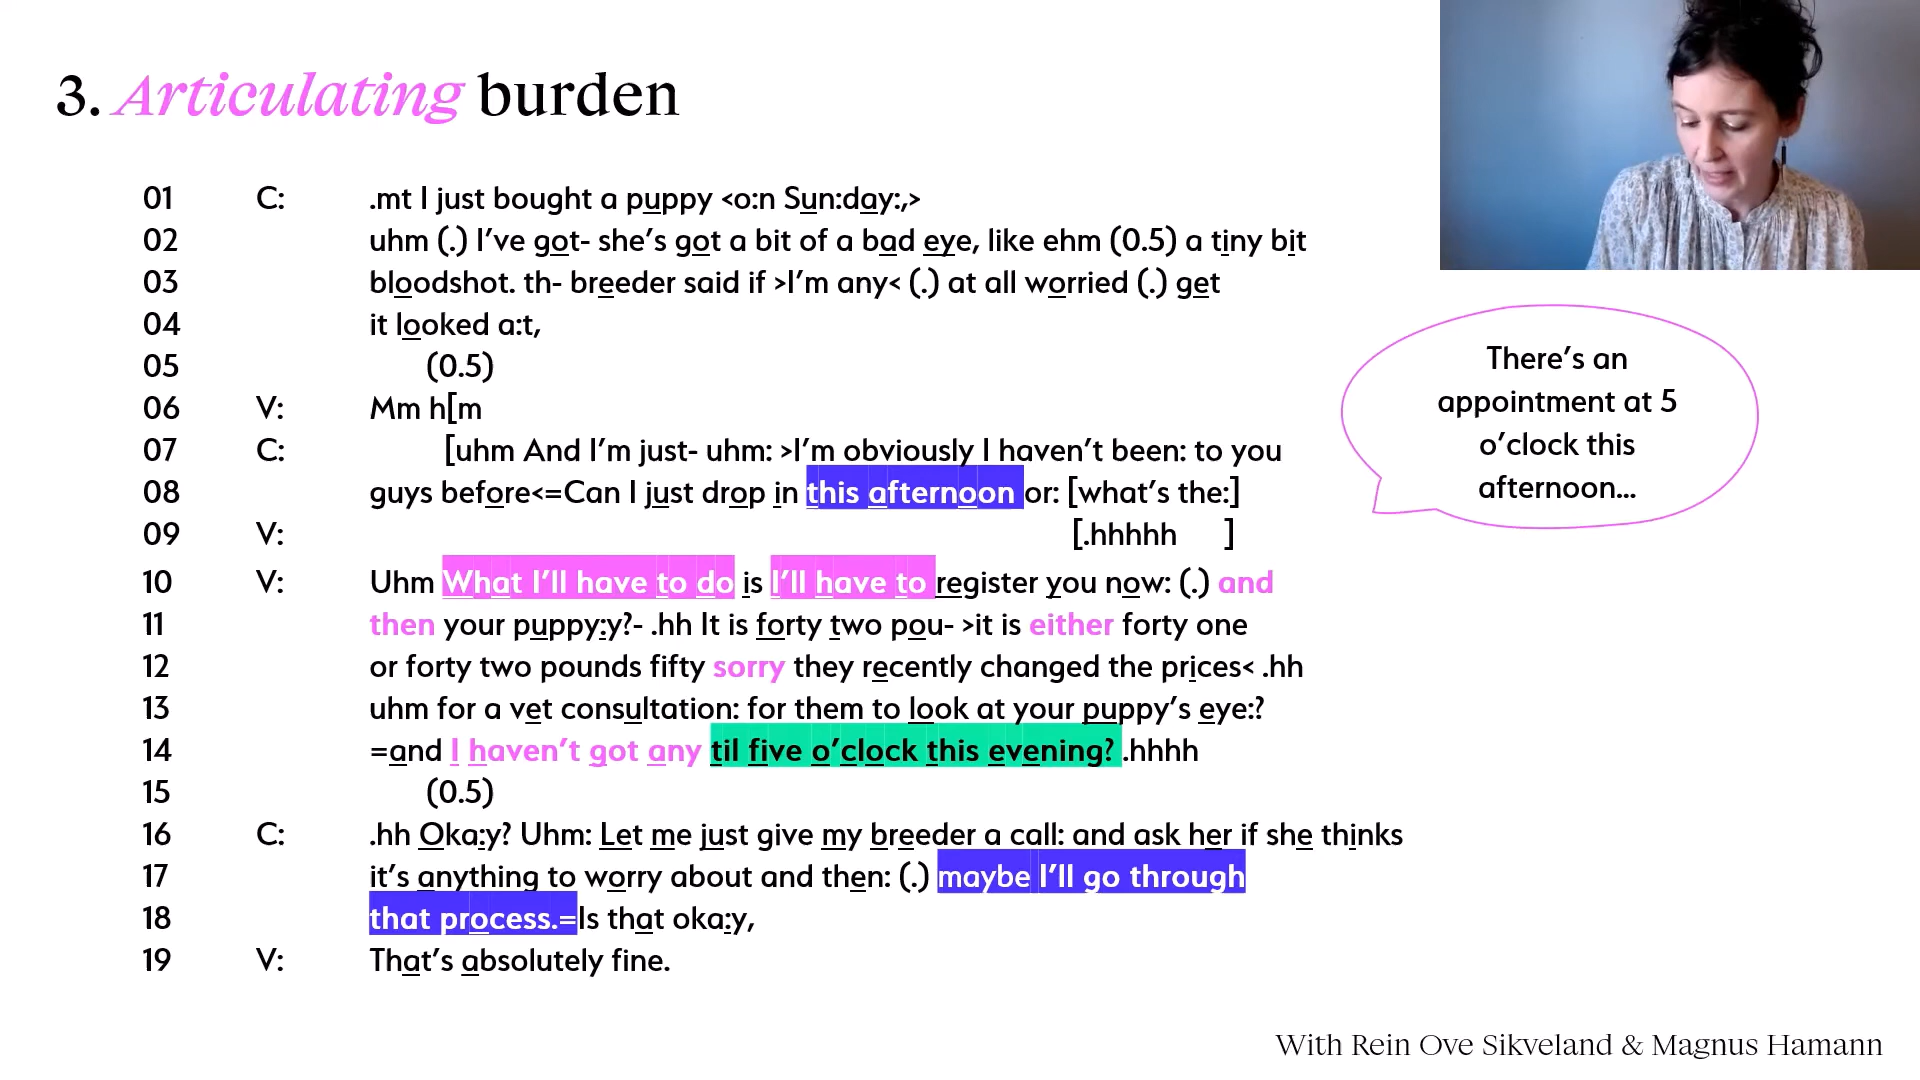 3. Articulating burden
01 C: .mt I just bought a puppy <o:n Sun:day:,>
02 uhm (.) I’ve got- she’s got a bit of a bad eye, like ehm (0.5) a tiny bit
03 bloodshot. th- breeder said if >I’m any< (.) at all worried (.) get
04 it looked a:t,
05 (0.5)
06 V: Mm h[m
07 C: [uhm And I’m just- uhm: >I’m obviously I haven’t been: to you
08 guys before<=Can I just drop in this afternoon or: [what’s the:]
09 V: [.hhhhh ]
10 V: Uhm What I’ll have to do is I’ll have to register you now: (.) and
11 then your puppy:y?- .hh It is forty two pou- >it is either forty one
12 or forty two pounds fifty sorry they recently changed the prices< .hh
13 uhm for a vet consultation: for them to look at your puppy’s eye:?
14 =and I haven’t got any til five o’clock this evening? .hhhh
15 (0.5)
16 C: .hh Oka:y? Uhm: Let me just give my breeder a call: and ask her if she thinks
17 it’s anything to worry about and then: (.) maybe I’ll go through
18 that process.=Is that oka:y,
19 V: That’s absolutely fine.
There’s an
appointment at 5
o’clock this
afternoon...
With Rein Ove Sikveland & Magnus Hamann